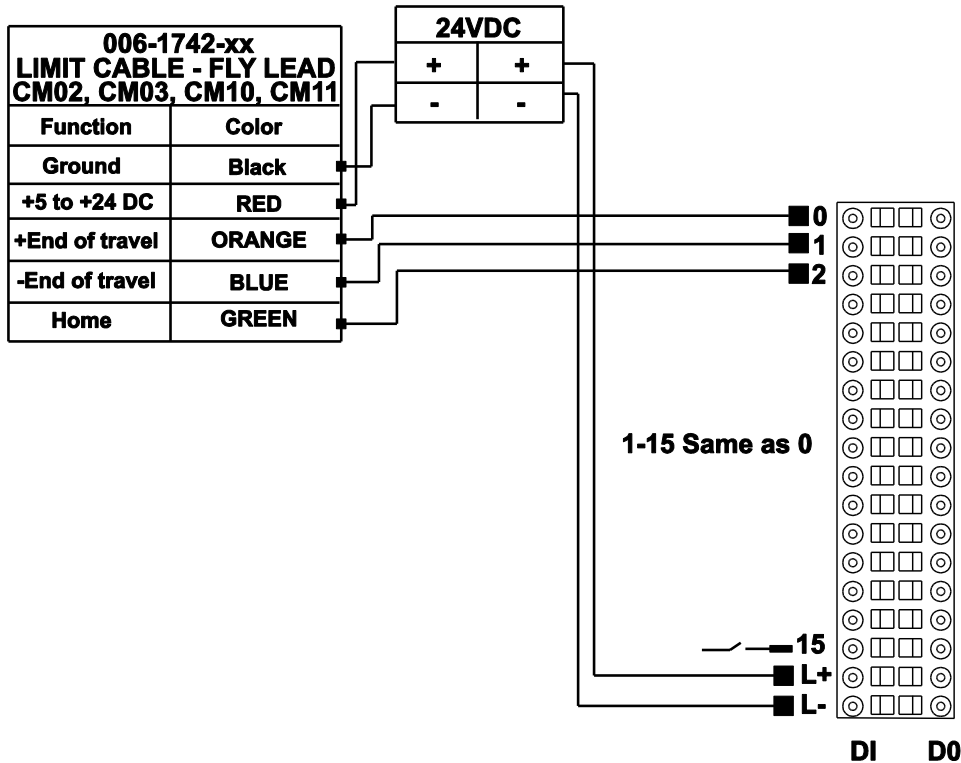 006-1742-xx
LIMIT CABLE - FLY LEAD
CM02, CM03, CM10, CM11
Function Color
Ground Black
+5 to +24 DC RED
+End of travel ORANGE
-End of travel BLUE
Home GREEN
24VDC
+ +
- -
0
1
2
1-15 Same as 0
15
L+
L-
DI D0